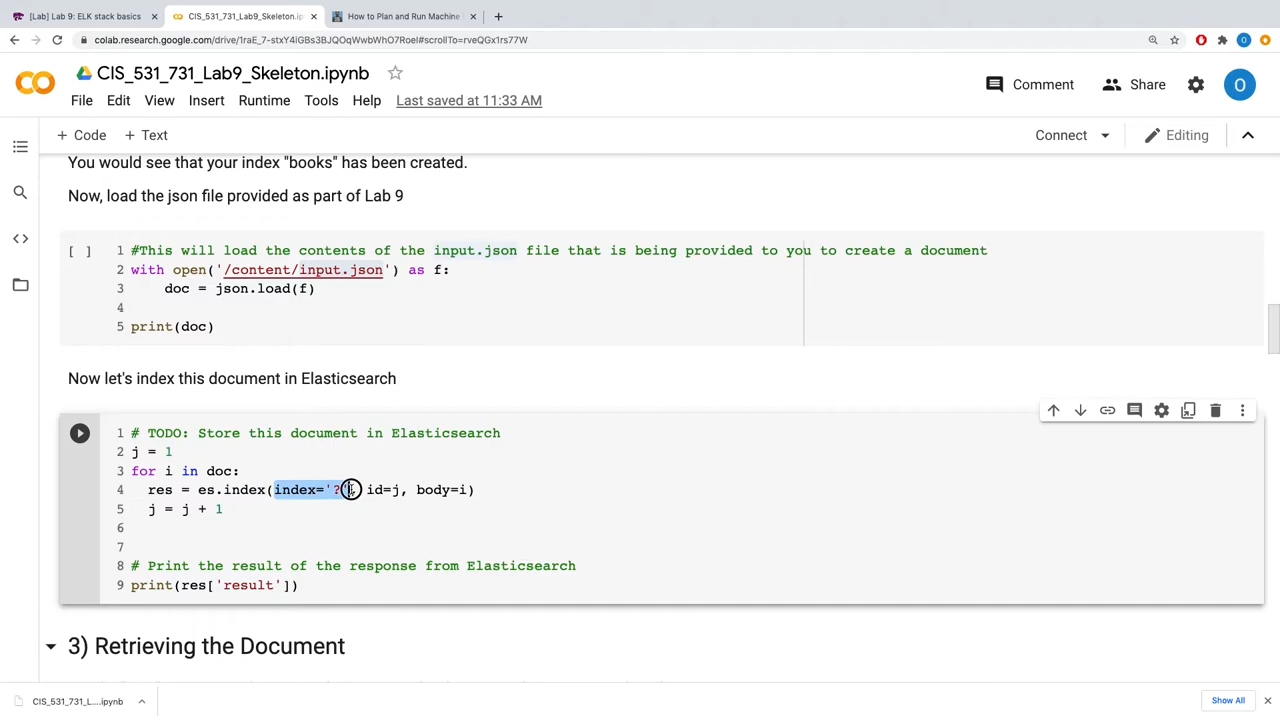 [Lab] Lab 9: ELK stack basics
CIS_531_731_Lab9_Skeleton.ipynb
How to Plan and Run Machine
colab.research.google.com/drive/1raE_7-stxY4iGBs3BJQOqWwbWhO7RoeI#scrollTo=rveQGx1rs77W
CIS_531_731_Lab9_Skeleton.ipynb
Comment
Share
O
File Edit View Insert Runtime Tools Help Last saved at 11:33 AM
+ Code + Text
Connect
Editing
You would see that your index "books" has been created.
Now, load the json file provided as part of Lab 9
[ ]
1 #This will load the contents of the input.json file that is being provided to you to create a document
2 with open('/content/input.json') as f:
3 doc = json.load(f)
4
5 print(doc)
Now let's index this document in Elasticsearch
1 # TODO: Store this document in Elasticsearch
2 j = 1
3 for i in doc:
4 res = es.index(index='?', id=j, body=i)
5 j = j + 1
6
7
8 # Print the result of the response from Elasticsearch
9 print(res['result'])
3) Retrieving the Document
CIS_531_731_L....ipynb
Show All